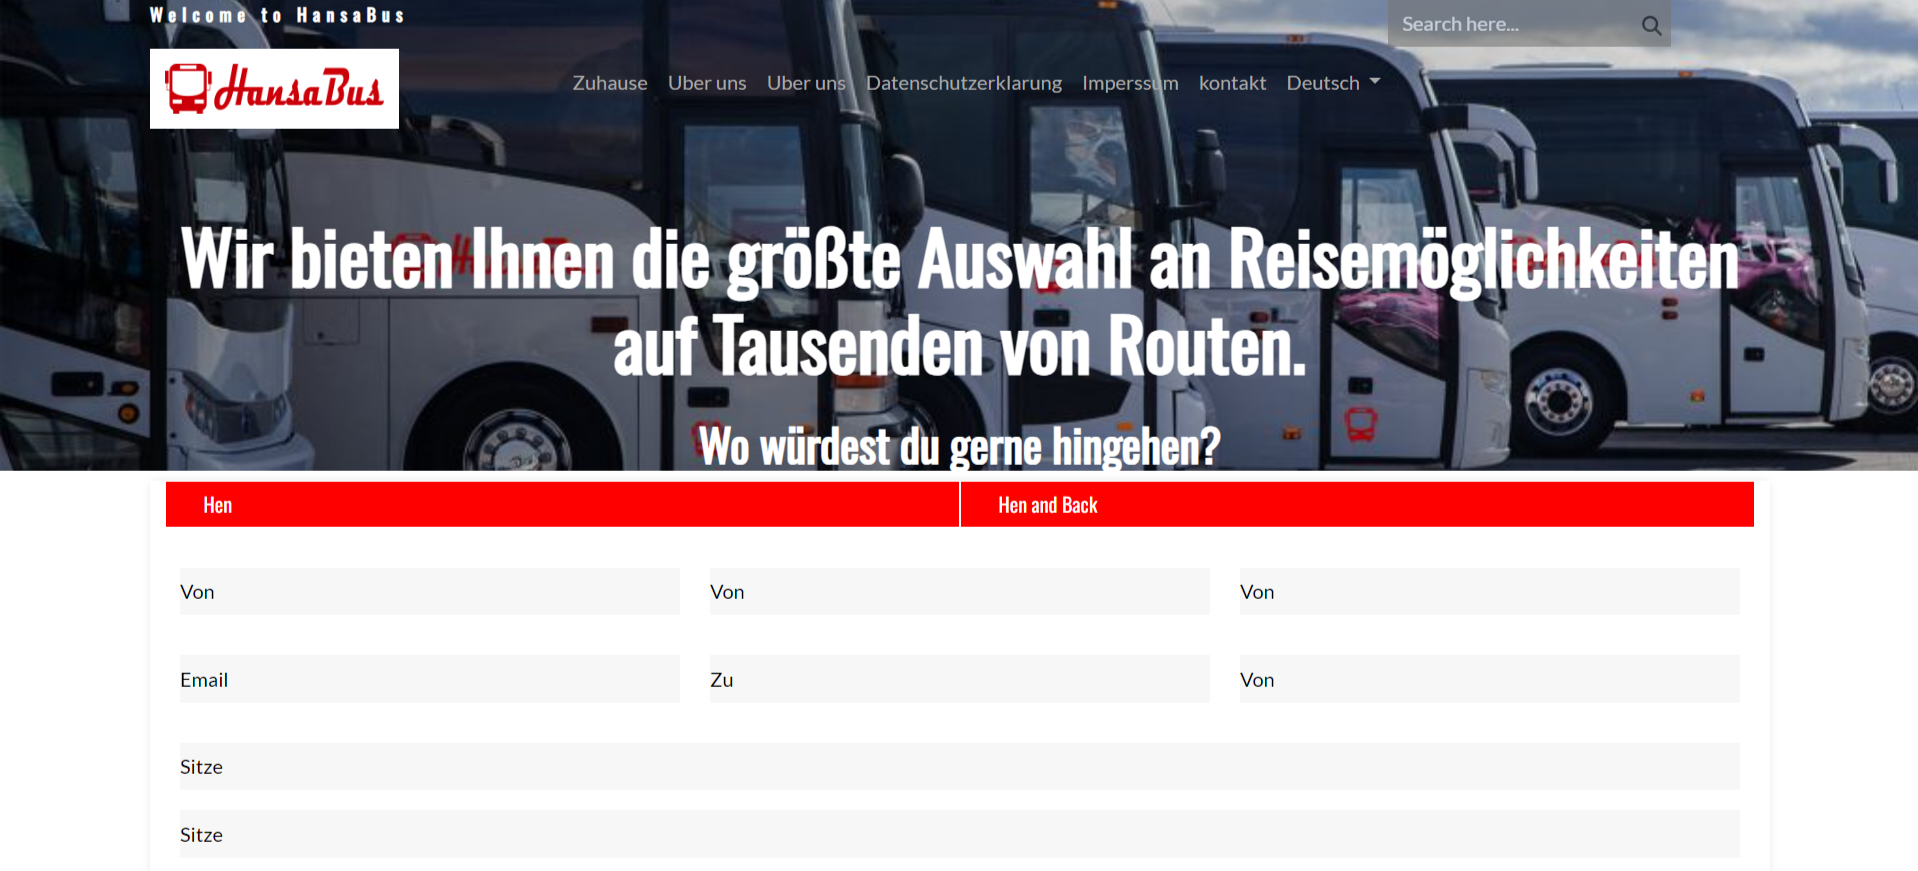 Welcome to HansaBus
Search here...
HansaBus
Zuhause Uber uns Uber uns Datenschutzerklarung Imperssum kontakt Deutsch
Wir bieten Ihnen die größte Auswahl an Reisemöglichkeiten
auf Tausenden von Routen.
Wo würdest du gerne hingehen?
Hen Hen and Back
Von Von Von
Email Zu Von
Sitze
Sitze